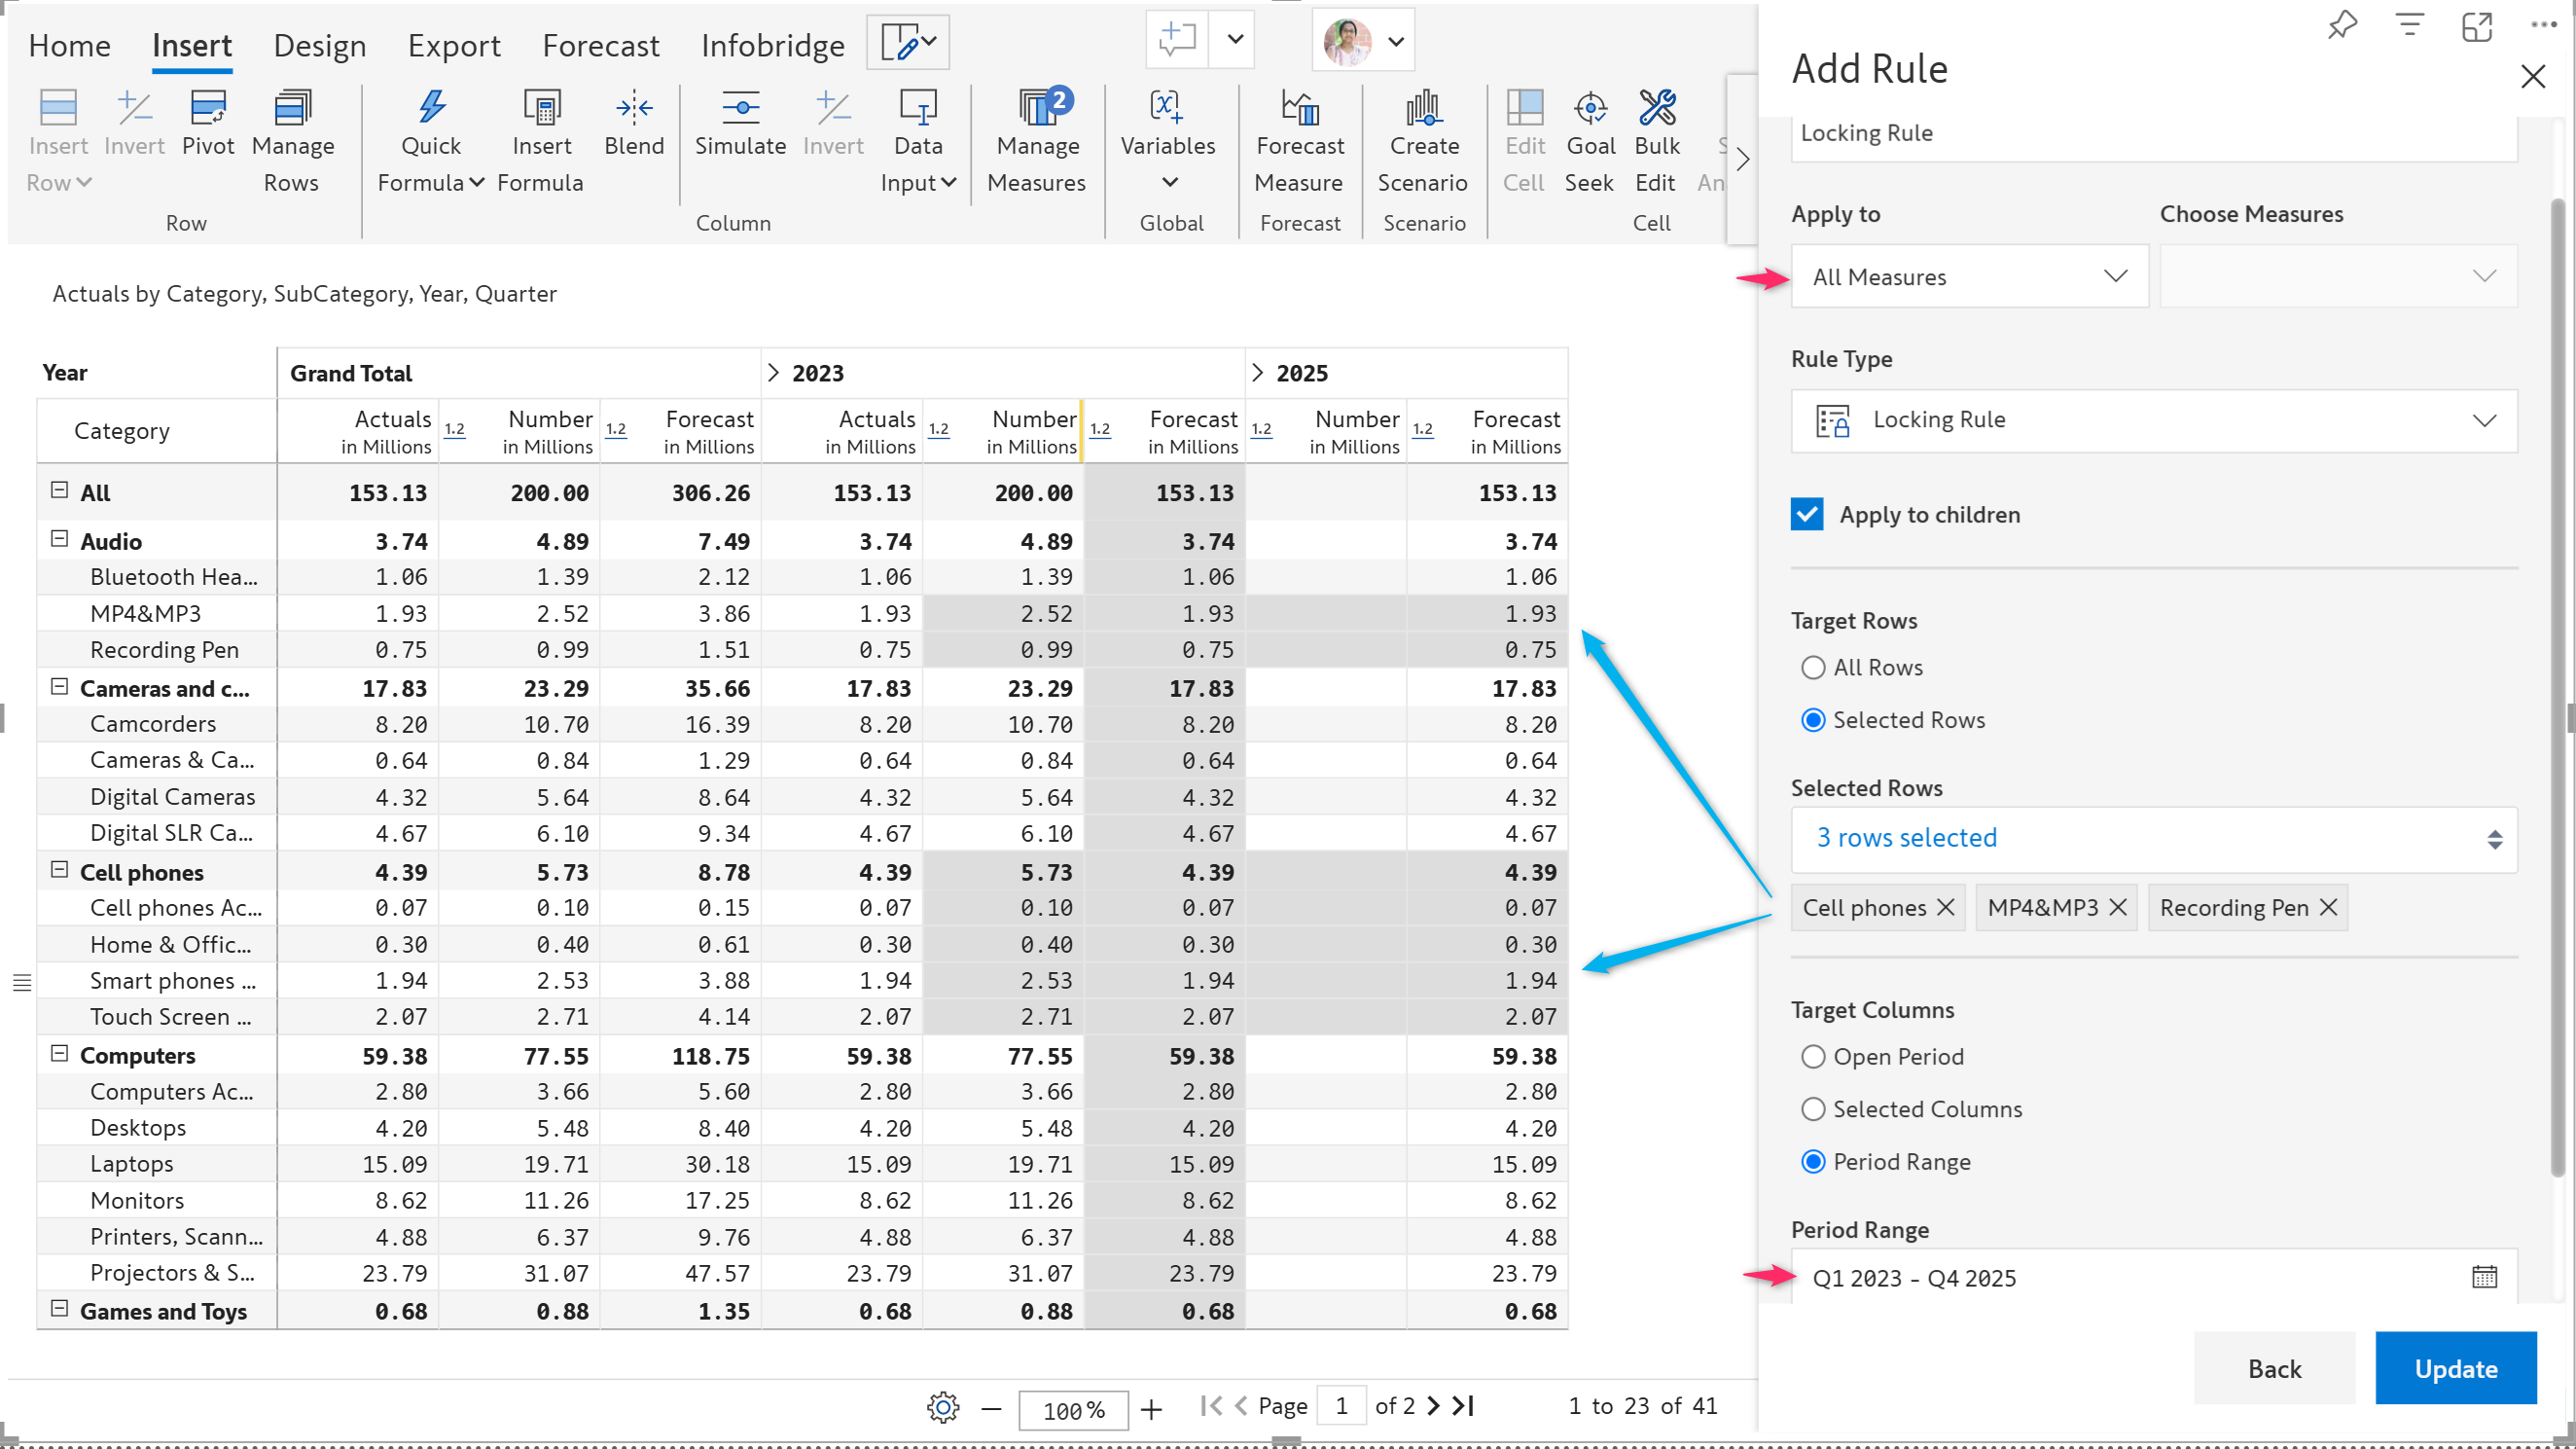 Home Insert Design Export Forecast Infobridge
Insert Row
Invert
Pivot
Manage Rows
Row
Quick Formula
Insert Formula
Blend
Simulate
Invert
Data Input
Column
2
Manage Measures
Variables
Global
Forecast Measure
Forecast
Create Scenario
Scenario
Edit Cell
Goal Seek
Bulk Edit
S
An
Cell
Actuals by Category, SubCategory, Year, Quarter
Year Grand Total 2023 2025
Category Actuals 1.2 Number 1.2 Forecast Actuals 1.2 Number 1.2 Forecast 1.2 Number 1.2 Forecast
in Millions in Millions in Millions in Millions in Millions in Millions in Millions in Millions
All 153.13 200.00 306.26 153.13 200.00 153.13 153.13
Audio 3.74 4.89 7.49 3.74 4.89 3.74 3.74
Bluetooth Hea... 1.06 1.39 2.12 1.06 1.39 1.06 1.06
MP4&MP3 1.93 2.52 3.86 1.93 2.52 1.93 1.93
Recording Pen 0.75 0.99 1.51 0.75 0.99 0.75 0.75
Cameras and c... 17.83 23.29 35.66 17.83 23.29 17.83 17.83
Camcorders 8.20 10.70 16.39 8.20 10.70 8.20 8.20
Cameras & Ca... 0.64 0.84 1.29 0.64 0.84 0.64 0.64
Digital Cameras 4.32 5.64 8.64 4.32 5.64 4.32 4.32
Digital SLR Ca... 4.67 6.10 9.34 4.67 6.10 4.67 4.67
Cell phones 4.39 5.73 8.78 4.39 5.73 4.39 4.39
Cell phones Ac... 0.07 0.10 0.15 0.07 0.10 0.07 0.07
Home & Offic... 0.30 0.40 0.61 0.30 0.40 0.30 0.30
Smart phones ... 1.94 2.53 3.88 1.94 2.53 1.94 1.94
Touch Screen ... 2.07 2.71 4.14 2.07 2.71 2.07 2.07
Computers 59.38 77.55 118.75 59.38 77.55 59.38 59.38
Computers Ac... 2.80 3.66 5.60 2.80 3.66 2.80 2.80
Desktops 4.20 5.48 8.40 4.20 5.48 4.20 4.20
Laptops 15.09 19.71 30.18 15.09 19.71 15.09 15.09
Monitors 8.62 11.26 17.25 8.62 11.26 8.62 8.62
Printers, Scann... 4.88 6.37 9.76 4.88 6.37 4.88 4.88
Projectors & S... 23.79 31.07 47.57 23.79 31.07 23.79 23.79
Games and Toys 0.68 0.88 1.35 0.68 0.88 0.68 0.68
100%
Page 1 of 2
1 to 23 of 41
Add Rule
Locking Rule
Apply to Choose Measures
All Measures
Rule Type
Locking Rule
Apply to children
Target Rows
All Rows
Selected Rows
Selected Rows
3 rows selected
Cell phones MP4&MP3 Recording Pen
Target Columns
Open Period
Selected Columns
Period Range
Period Range
Q1 2023 - Q4 2025
Back Update